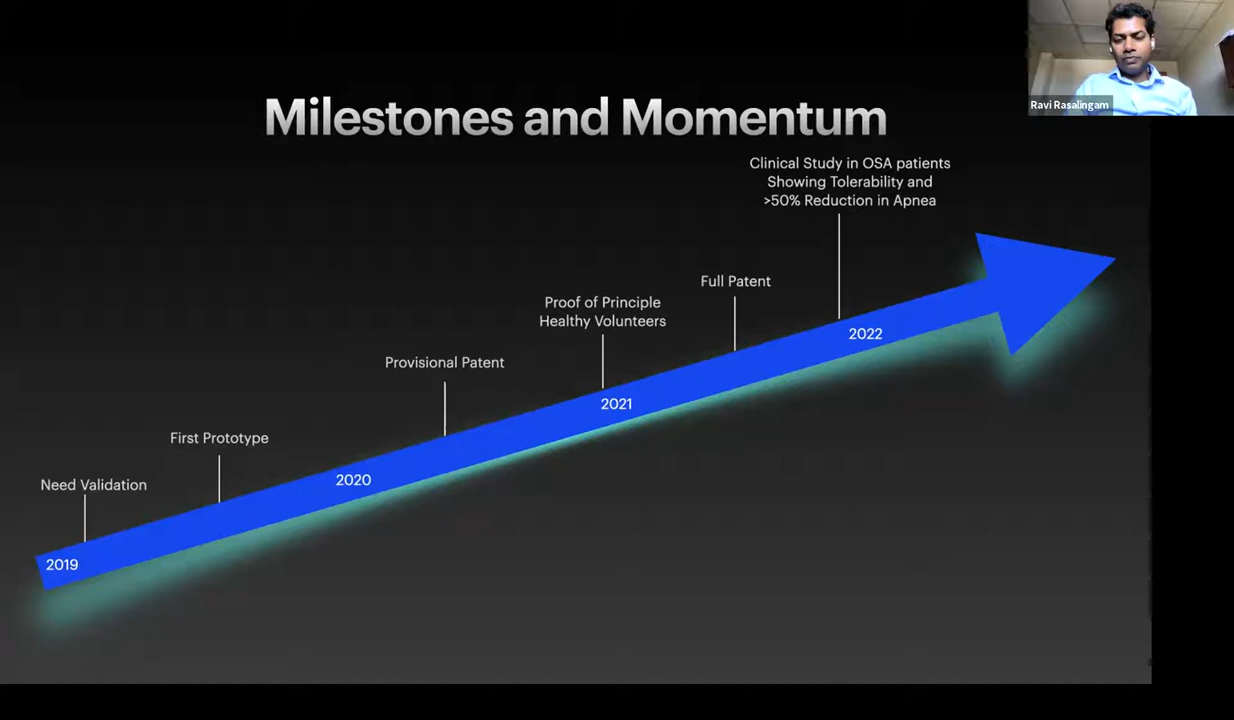 Ravi Rasalingam
Milestones and Momentum
Clinical Study in OSA patients
Showing Tolerability and
>50% Reduction in Apnea
Full Patent
Proof of Principle
Healthy Volunteers
Provisional Patent
First Prototype
Need Validation
2019
2020
2021
2022